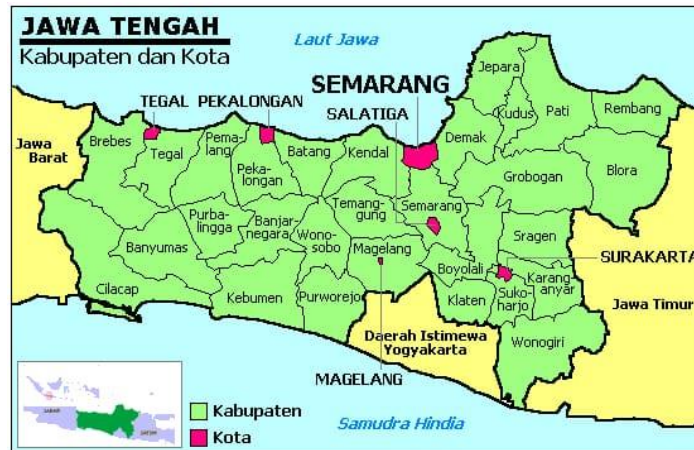 JAWA TENGAH
Kabupaten dan Kota
Laut Jawa
SEMARANG
TEGAL
PEKALONGAN
SALATIGA
Jepara
Kudus
Pati
Rembang
Jawa
Barat
Brebes
Tegal
Pema-
lang
Peka-
longan
Batang
Kendal
Demak
Grobogan
Blora
Temang-
gung
Semarang
Purba-
lingga
Banjar-
negara
Wono-
sobo
Banyumas
Magelang
Boyolali
Sragen
SURAKARTA
Cilacap
Kebumen
Purworejo
Klaten
Suko-
harjo
Karang-
anyar
Jawa Timur
Daerah Istimewa
Yogyakarta
Wonogiri
MAGELANG
Kabupaten
Kota
Samudra Hindia